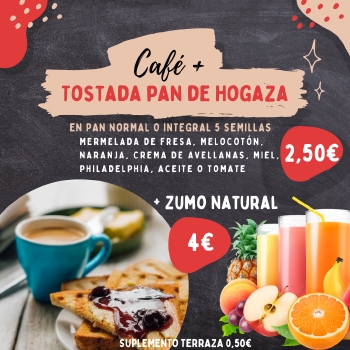 Café +
TOSTADA PAN DE HOGAZA
EN PAN NORMAL O INTEGRAL 5 SEMILLAS
MERMELADA DE FRESA, MELOCOTÓN,
NARANJA, CREMA DE AVELLANAS, MIEL,
PHILADELPHIA, ACEITE O TOMATE
2,50€
+ ZUMO NATURAL
4€
SUPLEMENTO TERRAZA 0,50€